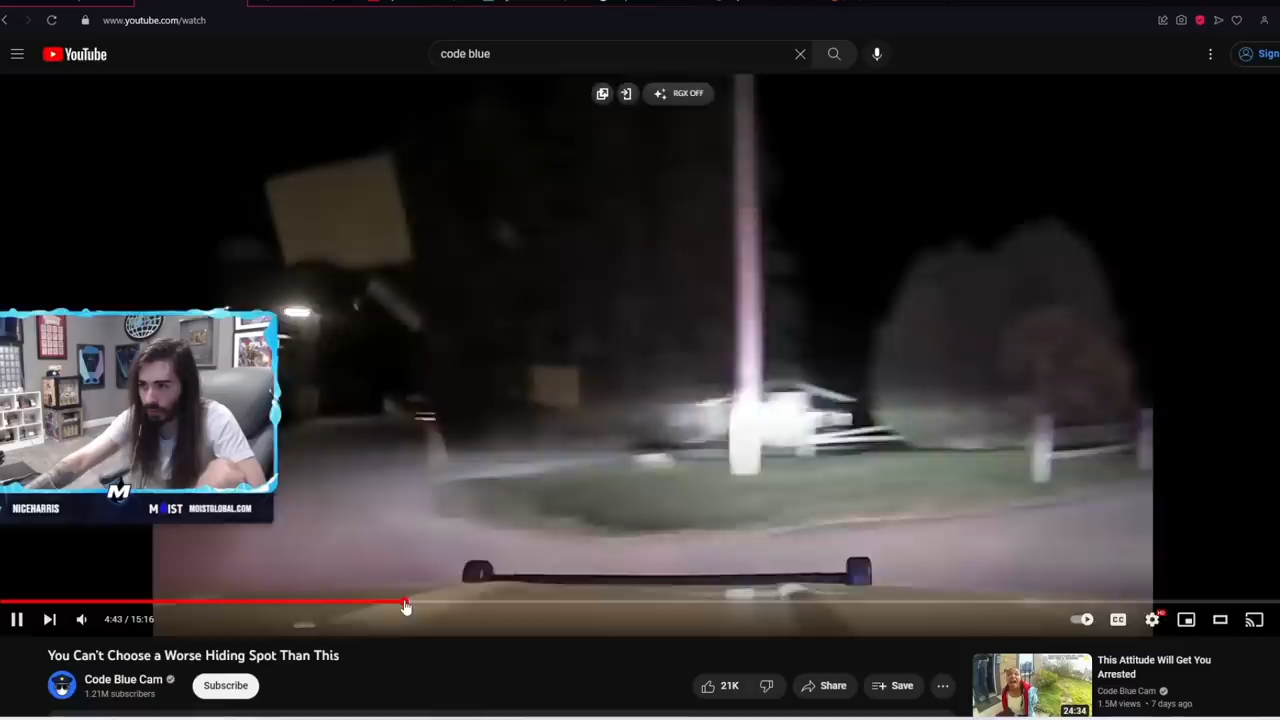 www.youtube.com/watch
YouTube
code blue
Sign
RGX OFF
NICEHARRIS
M
MOIST
MOISTGLOBAL.COM
4:43 / 15:16
CC
HD
You Can't Choose a Worse Hiding Spot Than This
Code Blue Cam
1.21M subscribers
Subscribe
21K
Share
Save
This Attitude Will Get You
Arrested
Code Blue Cam
1.5M views • 7 days ago
24:34